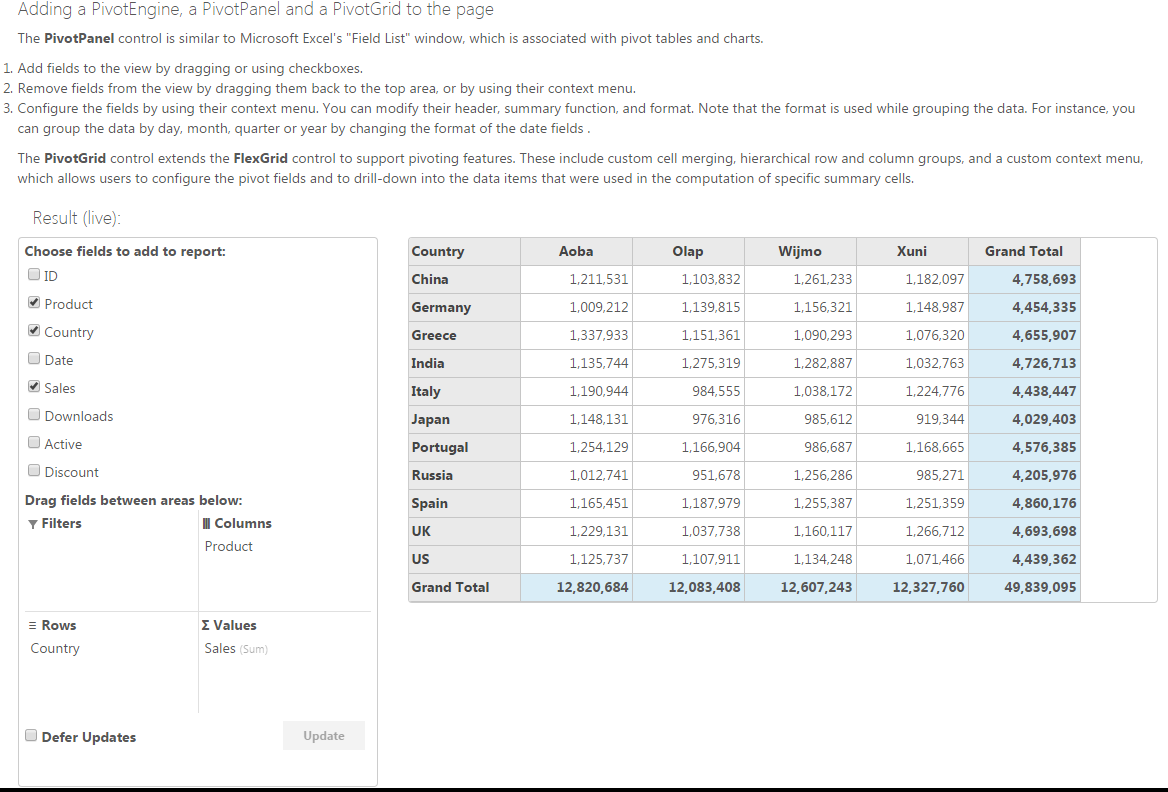 Adding a PivotEngine, a PivotPanel and a PivotGrid to the page
The PivotPanel control is similar to Microsoft Excel's "Field List" window, which is associated with pivot tables and charts.
1. Add fields to the view by dragging or using checkboxes.
2. Remove fields from the view by dragging them back to the top area, or by using their context menu.
3. Configure the fields by using their context menu. You can modify their header, summary function, and format. Note that the format is used while grouping the data. For instance, you
can group the data by day, month, quarter or year by changing the format of the date fields .
The PivotGrid control extends the FlexGrid control to support pivoting features. These include custom cell merging, hierarchical row and column groups, and a custom context menu,
which allows users to configure the pivot fields and to drill-down into the data items that were used in the computation of specific summary cells.
Result (live):
Choose fields to add to report:
ID
Product
Country
Date
Sales
Downloads
Active
Discount
Drag fields between areas below:
Filters
Columns
Product
Rows
Country
Σ Values
Sales (Sum)
Defer Updates
Update
Country Aoba Olap Wijmo Xuni Grand Total
China 1,211,531 1,103,832 1,261,233 1,182,097 4,758,693
Germany 1,009,212 1,139,815 1,156,321 1,148,987 4,454,335
Greece 1,337,933 1,151,361 1,090,293 1,076,320 4,655,907
India 1,135,744 1,275,319 1,282,887 1,032,763 4,726,713
Italy 1,190,944 984,555 1,038,172 1,224,776 4,438,447
Japan 1,148,131 976,316 985,612 919,344 4,029,403
Portugal 1,254,129 1,166,904 986,687 1,168,665 4,576,385
Russia 1,012,741 951,678 1,256,286 985,271 4,205,976
Spain 1,165,451 1,187,979 1,255,387 1,251,359 4,860,176
UK 1,229,131 1,037,738 1,160,117 1,266,712 4,693,698
US 1,125,737 1,107,911 1,134,248 1,071,466 4,439,362
Grand Total 12,820,684 12,083,408 12,607,243 12,327,760 49,839,095